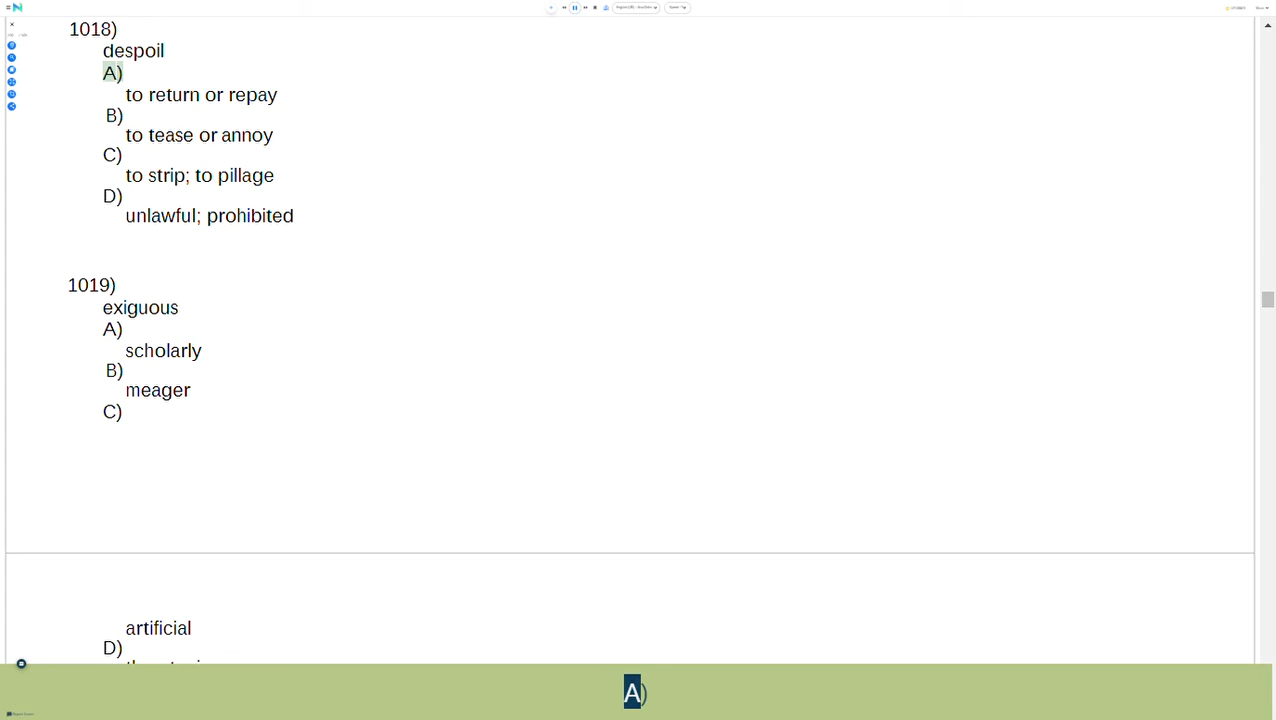 1018)
despoil
A)
to return or repay
B)
to tease or annoy
C)
to strip; to pillage
D)
unlawful; prohibited
1019)
exiguous
A)
scholarly
B)
meager
C)
artificial
D)
A)